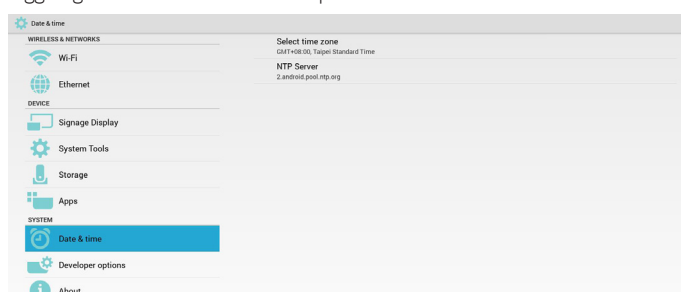 Date & time
WIRELESS & NETWORKS
Wi-Fi
Ethernet
DEVICE
Signage Display
System Tools
Storage
Apps
SYSTEM
Date & time
Developer options
About
Select time zone
GMT+08:00, Taipei Standard Time
NTP Server
2.android.pool.ntp.org